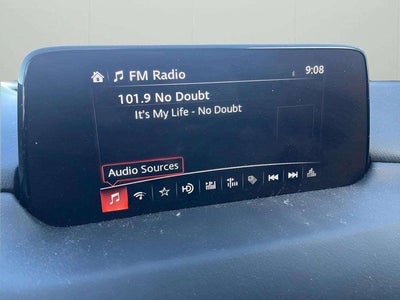 FM Radio
9:08
101.9 No Doubt
It's My Life - No Doubt
Audio Sources